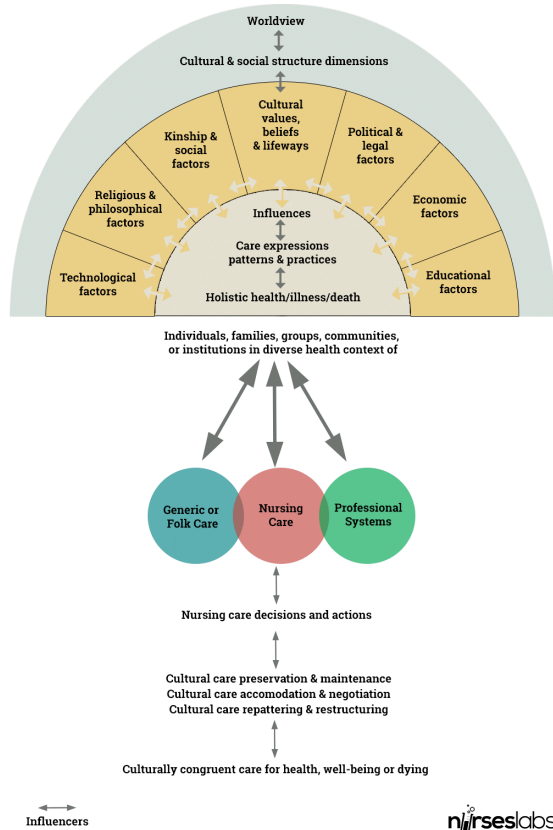 Worldview
Cultural & social structure dimensions
Cultural
values,
beliefs
& lifeways
Kinship &
social
factors
Political &
legal
factors
Religious &
philosophical
factors
Economic
factors
Technological
factors
Educational
factors
Influences
Care expressions
patterns & practices
Holistic health/illness/death
Individuals, families, groups, communities,
or institutions in diverse health context of
Generic or
Folk Care
Nursing
Care
Professional
Systems
Nursing care decisions and actions
Cultural care preservation & maintenance
Cultural care accomodation & negotiation
Cultural care repattering & restructuring
Culturally congruent care for health, well-being or dying
Influencers
nurseslabs